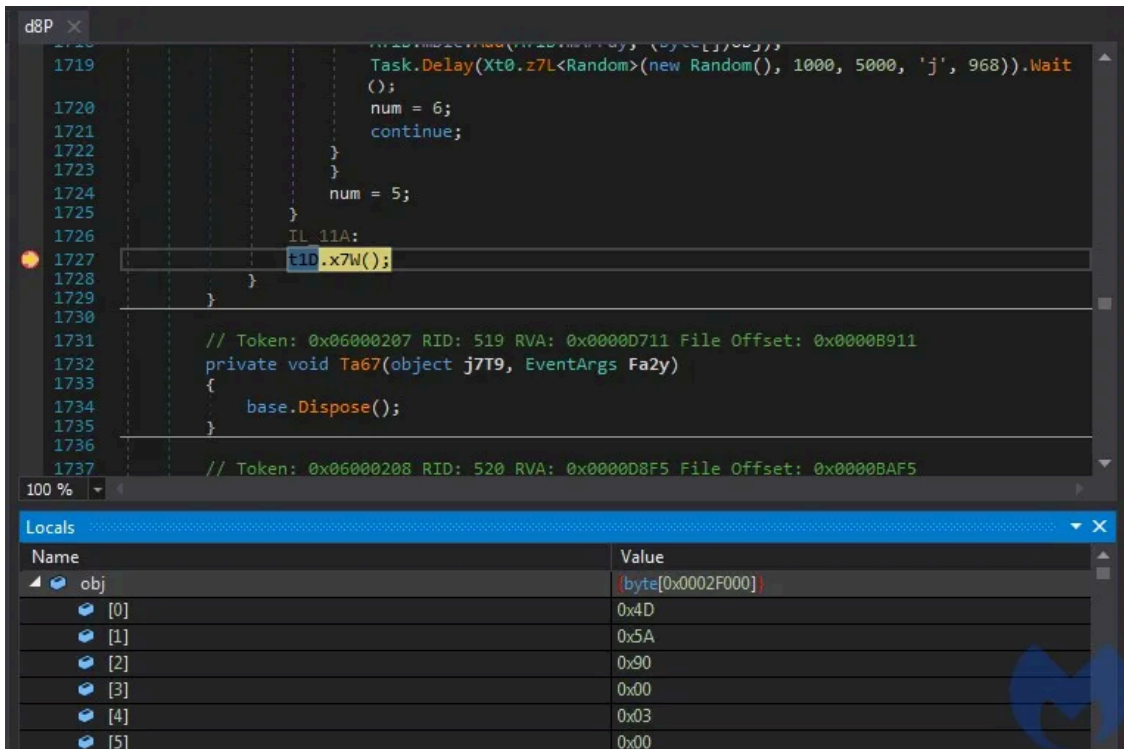 d8P
1719 Task.Delay(Xt0.z7L<Random>(new Random(), 1000, 5000, 'j', 968)).Wait
();
1720 num = 6;
1721 continue;
1722 }
1723 }
1724 num = 5;
1725 }
1726 IL_11A:
1727 t1D.x7W();
1728 }
1729 }
1730
1731 // Token: 0x06000207 RID: 519 RVA: 0x0000D711 File Offset: 0x0000B911
1732 private void Ta67(object j7T9, EventArgs Fa2y)
1733 {
1734 base.Dispose();
1735 }
1736
1737 // Token: 0x06000208 RID: 520 RVA: 0x0000D8F5 File Offset: 0x0000BAF5
100 %
Locals
Name Value
obj {byte[0x0002F000]}
[0] 0x4D
[1] 0x5A
[2] 0x90
[3] 0x00
[4] 0x03
[5] 0x00